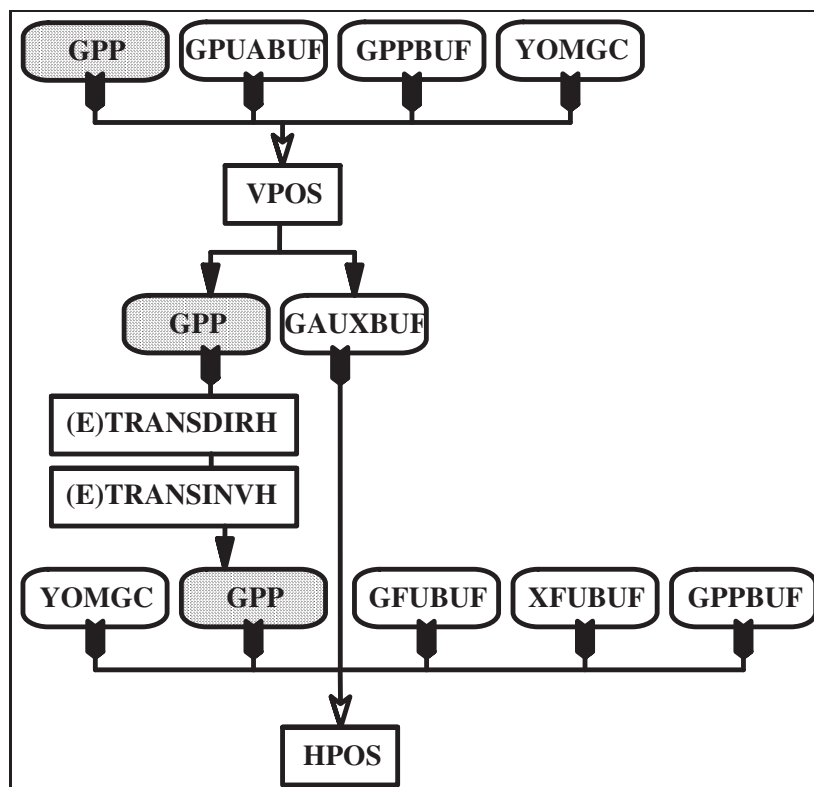 GPP GPUABUF GPPBUF YOMGC
VPOS
GPP GAUXBUF
(E)TRANSDIRH
(E)TRANSINVH
YOMGC GPP GFUBUF XFUBUF GPPBUF
HPOS